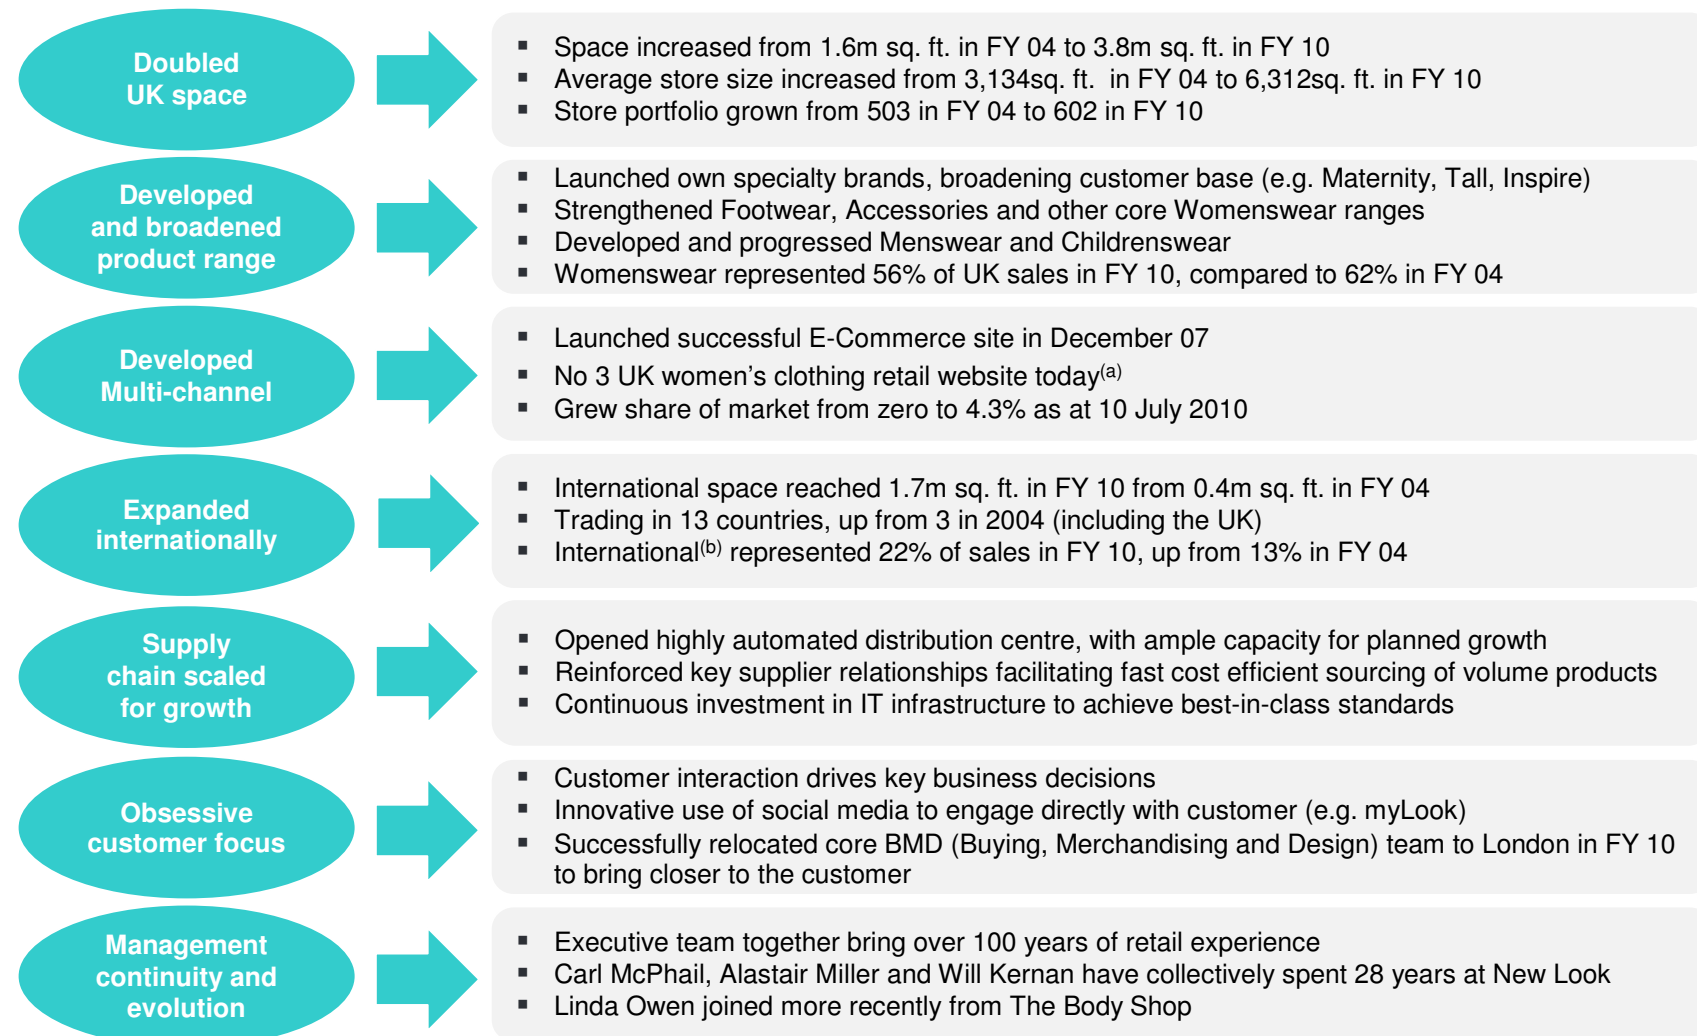 Doubled
UK space
▪ Space increased from 1.6m sq. ft. in FY 04 to 3.8m sq. ft. in FY 10
▪ Average store size increased from 3,134sq. ft. in FY 04 to 6,312sq. ft. in FY 10
▪ Store portfolio grown from 503 in FY 04 to 602 in FY 10
Developed
and broadened
product range
▪ Launched own specialty brands, broadening customer base (e.g. Maternity, Tall, Inspire)
▪ Strengthened Footwear, Accessories and other core Womenswear ranges
▪ Developed and progressed Menswear and Childrenswear
▪ Womenswear represented 56% of UK sales in FY 10, compared to 62% in FY 04
Developed
Multi-channel
▪ Launched successful E-Commerce site in December 07
▪ No 3 UK women's clothing retail website today(a)
▪ Grew share of market from zero to 4.3% as at 10 July 2010
Expanded
internationally
▪ International space reached 1.7m sq. ft. in FY 10 from 0.4m sq. ft. in FY 04
▪ Trading in 13 countries, up from 3 in 2004 (including the UK)
▪ International(b) represented 22% of sales in FY 10, up from 13% in FY 04
Supply
chain scaled
for growth
▪ Opened highly automated distribution centre, with ample capacity for planned growth
▪ Reinforced key supplier relationships facilitating fast cost efficient sourcing of volume products
▪ Continuous investment in IT infrastructure to achieve best-in-class standards
Obsessive
customer focus
▪ Customer interaction drives key business decisions
▪ Innovative use of social media to engage directly with customer (e.g. myLook)
▪ Successfully relocated core BMD (Buying, Merchandising and Design) team to London in FY 10
to bring closer to the customer
Management
continuity and
evolution
▪ Executive team together bring over 100 years of retail experience
▪ Carl McPhail, Alastair Miller and Will Kernan have collectively spent 28 years at New Look
▪ Linda Owen joined more recently from The Body Shop